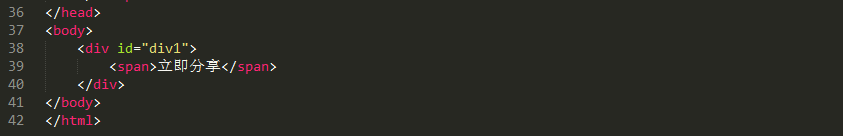 36 </head>
37 <body>
38     <div id="div1">
39         <span>立即分享</span>
40     </div>
41 </body>
42 </html>